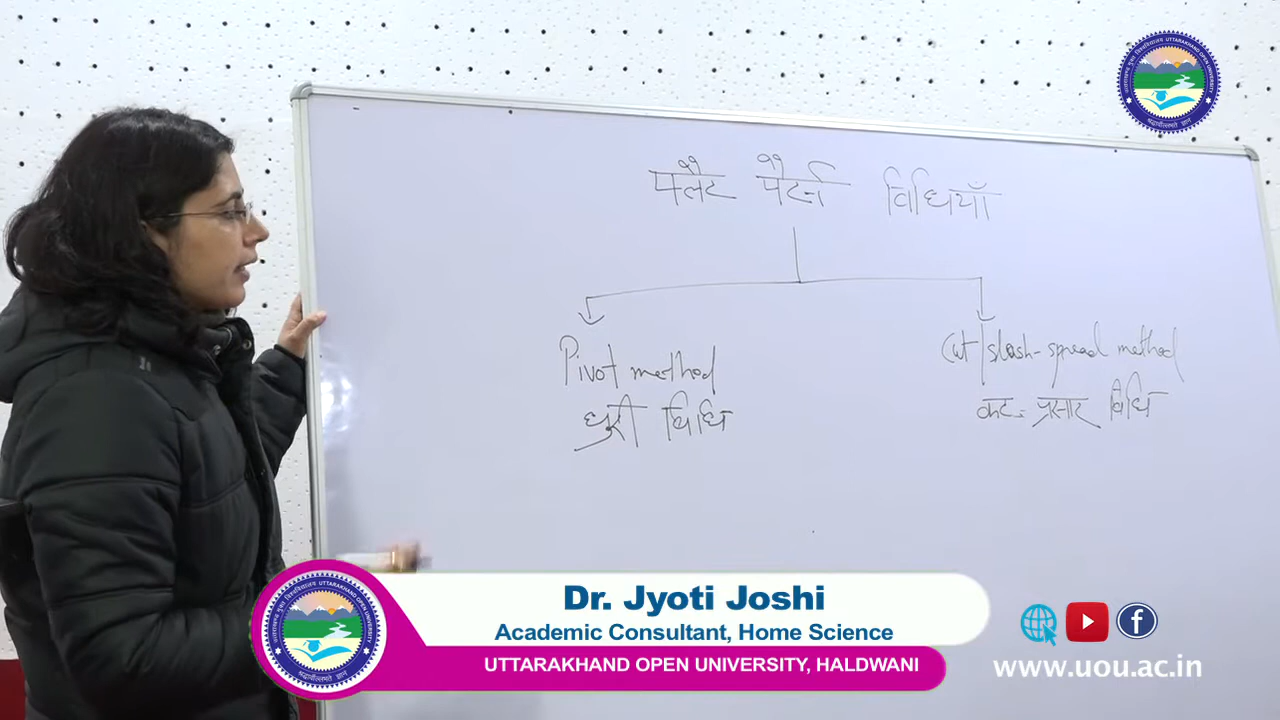 फ्लैट पैटर्न विधियाँ
Pivot method
धुरी विधि
Cut/slash-spread method
कट-प्रसार विधि
Dr. Jyoti Joshi
Academic Consultant, Home Science
UTTARAKHAND OPEN UNIVERSITY, HALDWANI
www.uou.ac.in